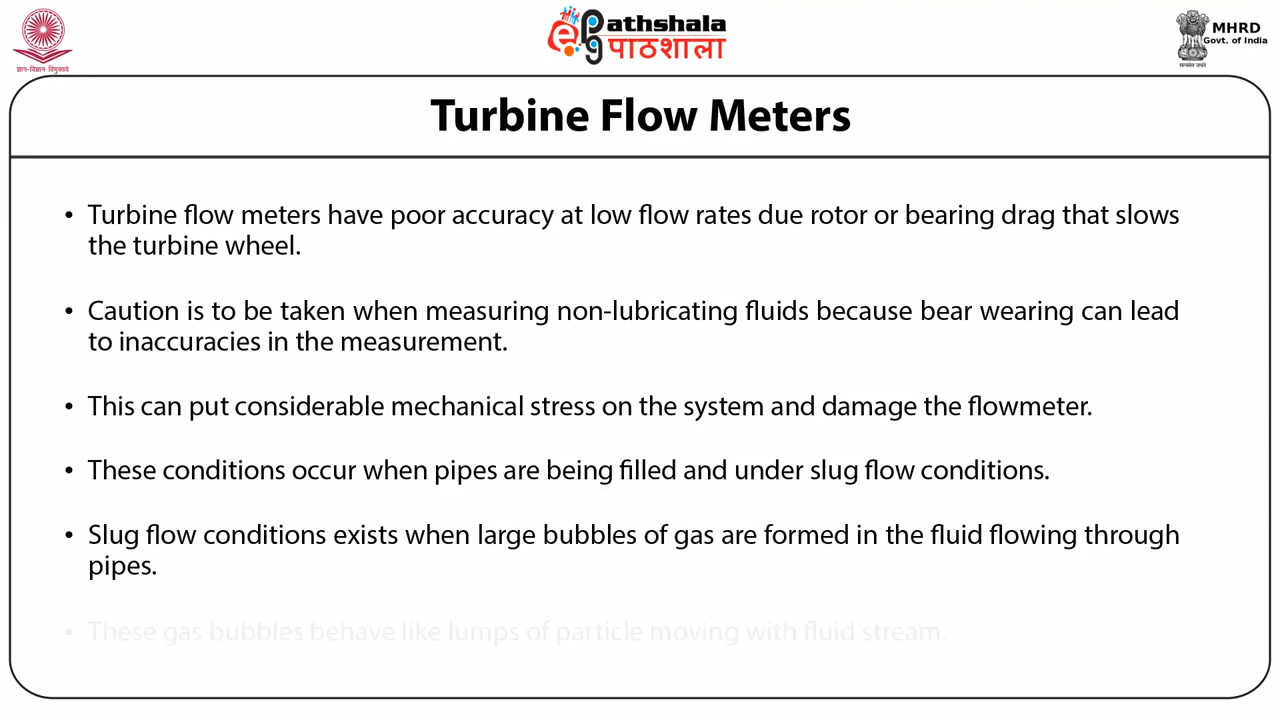 ज्ञान-विज्ञान विमुक्तये
ePathshala
पाठशाला
MHRD
Govt. of India
सत्यमेव जयते
Turbine Flow Meters
• Turbine flow meters have poor accuracy at low flow rates due rotor or bearing drag that slows
the turbine wheel.
• Caution is to be taken when measuring non-lubricating fluids because bear wearing can lead
to inaccuracies in the measurement.
• This can put considerable mechanical stress on the system and damage the flowmeter.
• These conditions occur when pipes are being filled and under slug flow conditions.
• Slug flow conditions exists when large bubbles of gas are formed in the fluid flowing through
pipes.
• These gas bubbles behave like lumps of particle moving with fluid stream.